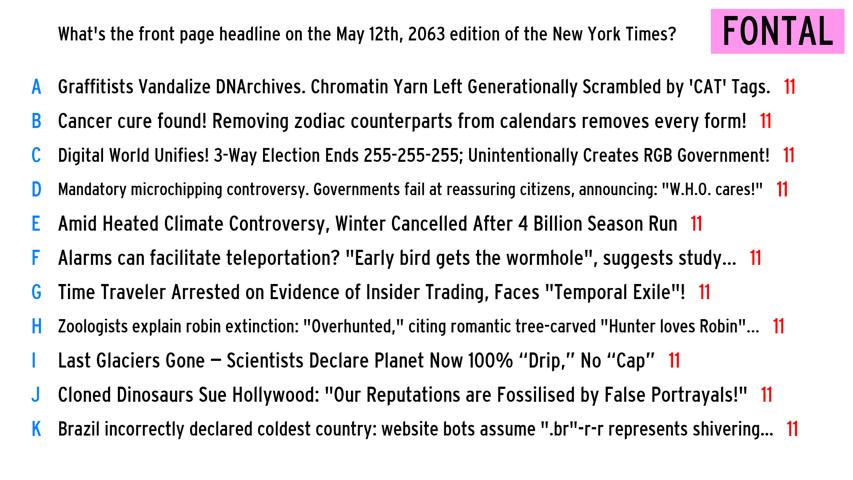 What's the front page headline on the May 12th, 2063 edition of the New York Times?
FONTAL
A Graffitists Vandalize DNArchives. Chromatin Yarn Left Generationally Scrambled by 'CAT' Tags. 11
B Cancer cure found! Removing zodiac counterparts from calendars removes every form! 11
C Digital World Unifies! 3-Way Election Ends 255-255-255; Unintentionally Creates RGB Government! 11
D Mandatory microchipping controversy. Governments fail at reassuring citizens, announcing: "W.H.O. cares!" 11
E Amid Heated Climate Controversy, Winter Cancelled After 4 Billion Season Run 11
F Alarms can facilitate teleportation? "Early bird gets the wormhole", suggests study... 11
G Time Traveler Arrested on Evidence of Insider Trading, Faces "Temporal Exile"! 11
H Zoologists explain robin extinction: "Overhunted," citing romantic tree-carved "Hunter loves Robin"... 11
I Last Glaciers Gone – Scientists Declare Planet Now 100% “Drip,” No “Cap” 11
J Cloned Dinosaurs Sue Hollywood: "Our Reputations are Fossilised by False Portrayals!" 11
K Brazil incorrectly declared coldest country: website bots assume ".br"-r-r represents shivering... 11